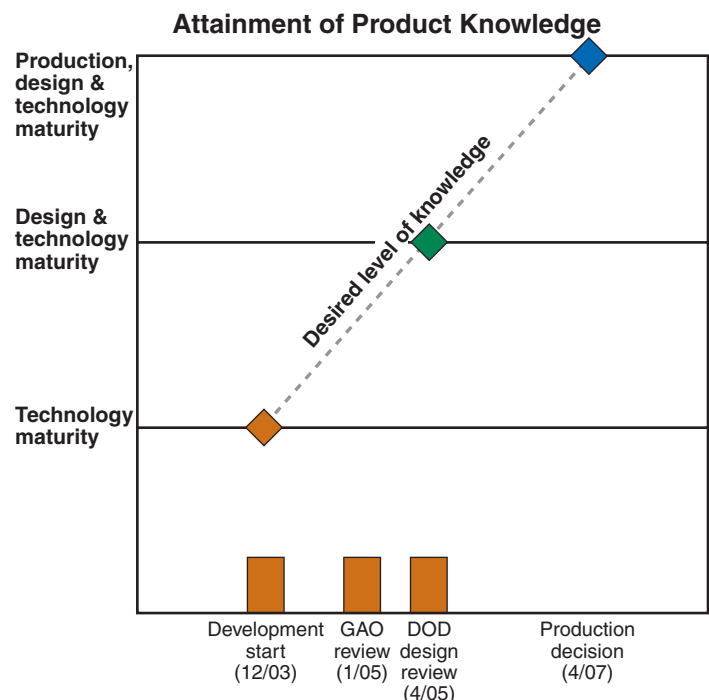 Attainment of Product Knowledge
Production,
design &
technology
maturity
Design &
technology
maturity
Technology
maturity
Desired level of knowledge
Development
start
(12/03)
GAO
review
(1/05)
DOD
design
review
(4/05)
Production
decision
(4/07)